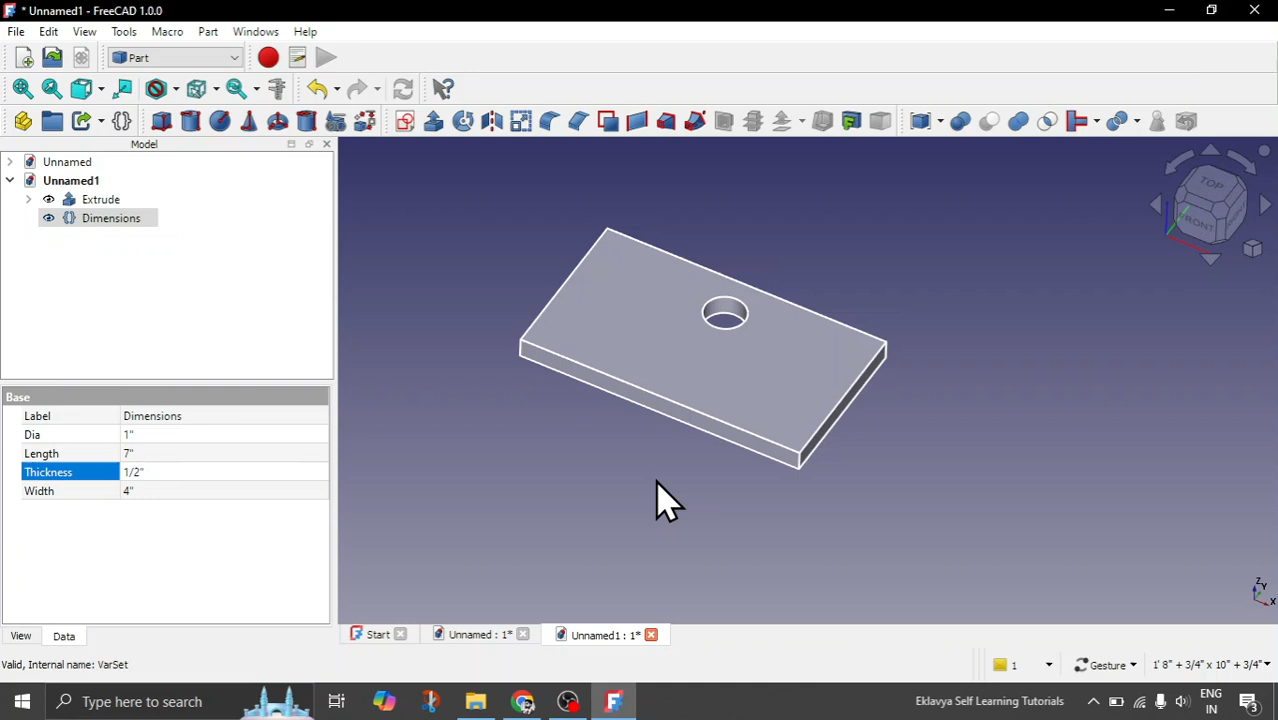 * Unnamed1 - FreeCAD 1.0.0
File Edit View Tools Macro Part Windows Help
Part
Model
Unnamed
Unnamed1
Extrude
Dimensions
TOP
FRONT
Base
Label Dimensions
Dia 1"
Length 7"
Thickness 1/2"
Width 4"
Z
Y
X
View Data
Start Unnamed : 1* Unnamed1 : 1*
Valid, Internal name: VarSet
1 Gesture 1' 8" + 3/4" x 10" + 3/4"
Type here to search
Eklavya Self Learning Tutorials
ENG
IN
3